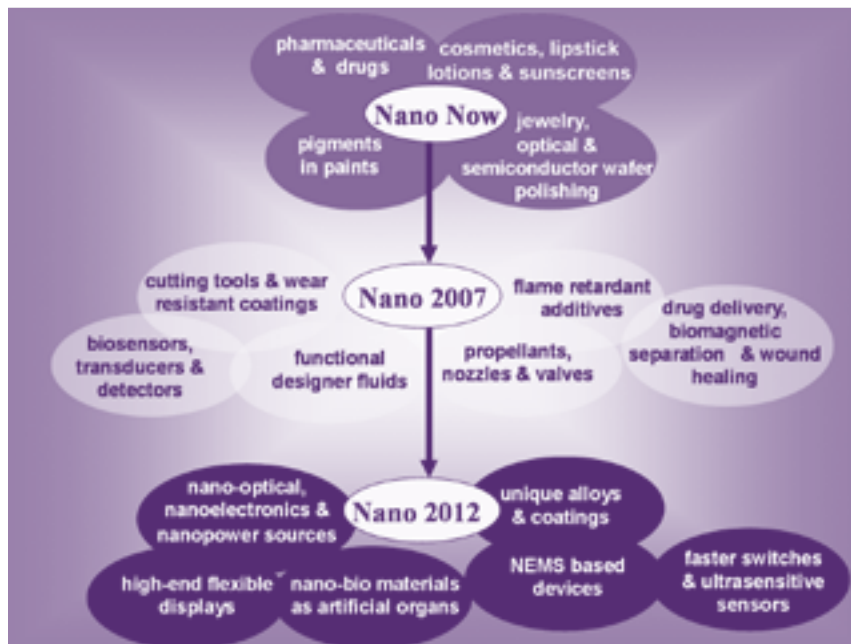 pharmaceuticals
& drugs
cosmetics, lipstick
lotions & sunscreens
Nano Now
pigments
in paints
jewelry,
optical &
semiconductor wafer
polishing
cutting tools & wear
resistant coatings
Nano 2007
flame retardant
additives
biosensors,
transducers &
detectors
functional
designer fluids
propellants,
nozzles & valves
drug delivery,
biomagnetic
separation & wound
healing
nano-optical,
nanoelectronics &
nanopower sources
Nano 2012
unique alloys
& coatings
high-end flexible
displays
nano-bio materials
as artificial organs
NEMS based
devices
faster switches
& ultrasensitive
sensors